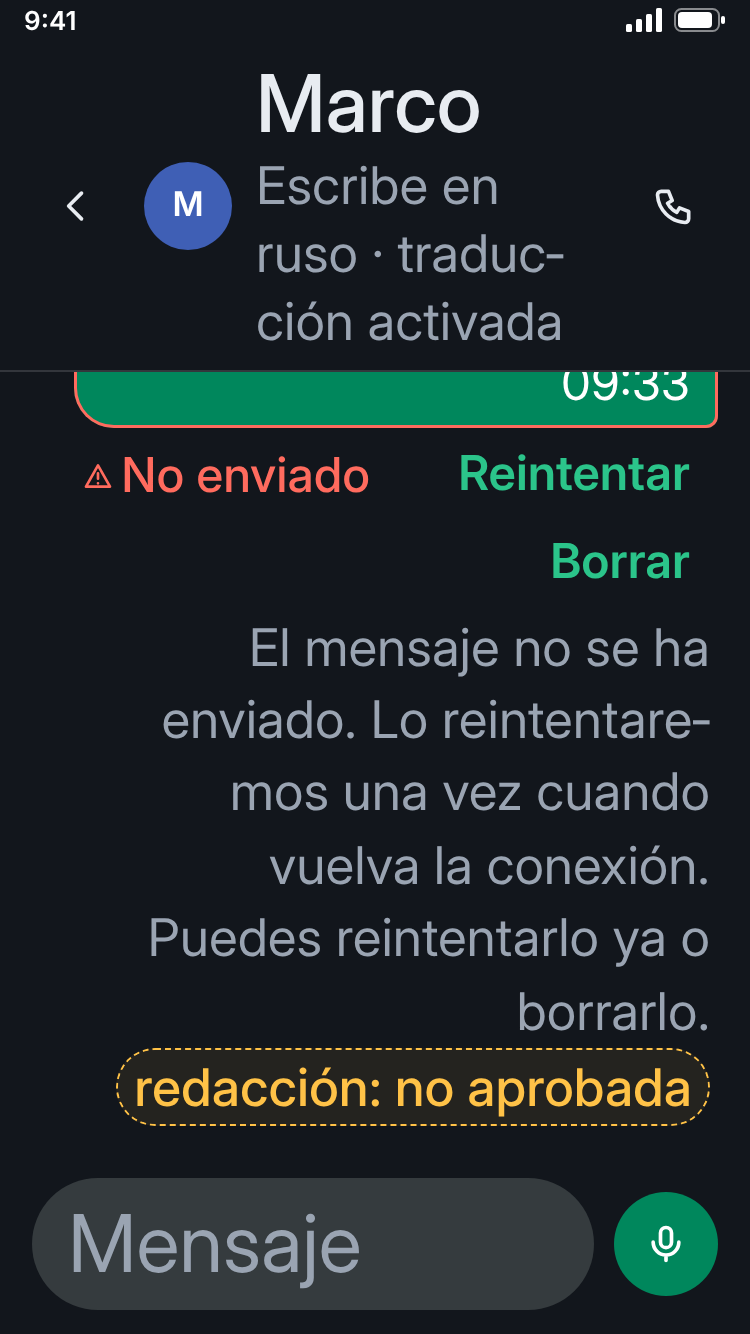 9:41
Marco
M
Escribe en
ruso · traduc-
ción activada
09:33
No enviado
Reintentar
Borrar
El mensaje no se ha
enviado. Lo reintentare-
mos una vez cuando
vuelva la conexión.
Puedes reintentarlo ya o
borrarlo.
redacción: no aprobada
Mensaje